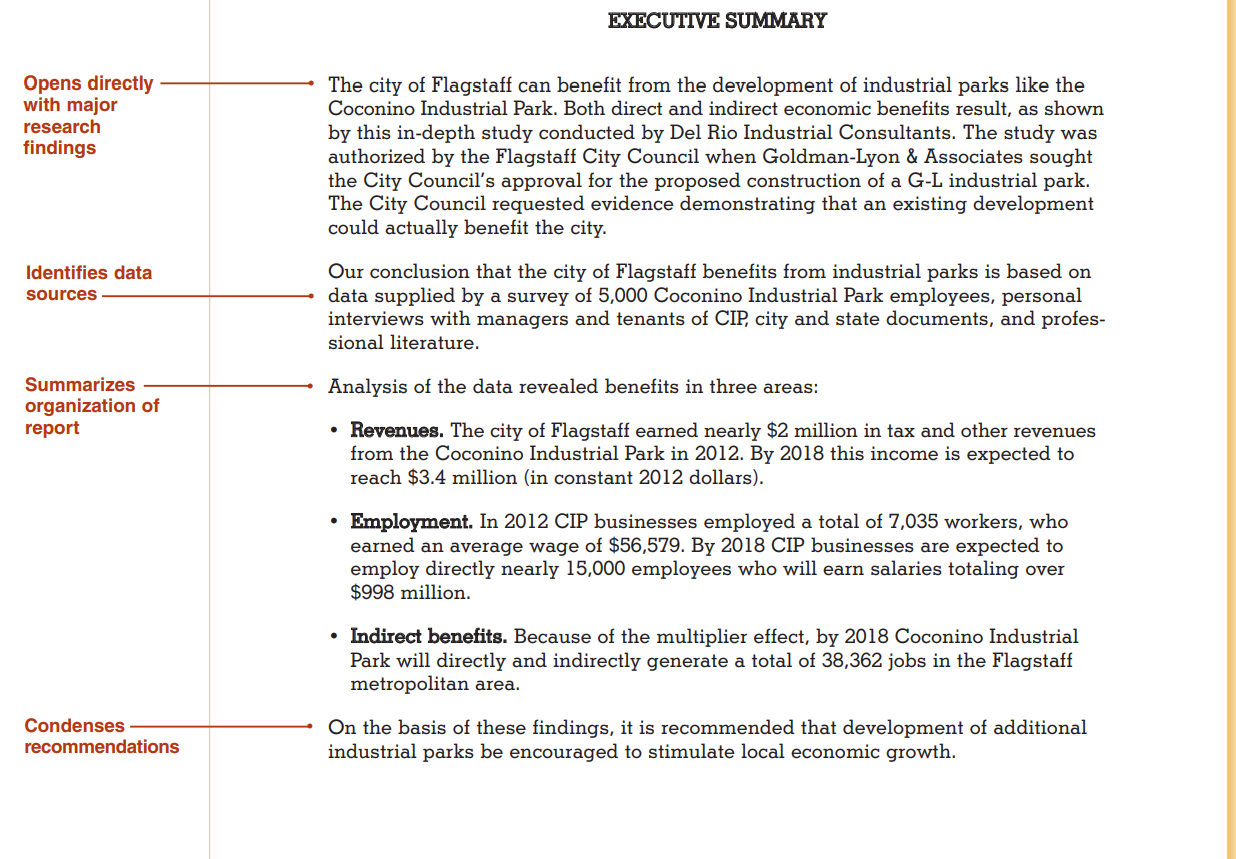 EXECUTIVE SUMMARY
Opens directly
with major
research
findings
The city of Flagstaff can benefit from the development of industrial parks like the
Coconino Industrial Park. Both direct and indirect economic benefits result, as shown
by this in-depth study conducted by Del Rio Industrial Consultants. The study was
authorized by the Flagstaff City Council when Goldman-Lyon & Associates sought
the City Council's approval for the proposed construction of a G-L industrial park.
The City Council requested evidence demonstrating that an existing development
could actually benefit the city.
Identifies data
sources
Our conclusion that the city of Flagstaff benefits from industrial parks is based on
data supplied by a survey of 5,000 Coconino Industrial Park employees, personal
interviews with managers and tenants of CIP, city and state documents, and profes-
sional literature.
Summarizes
organization of
report
Analysis of the data revealed benefits in three areas:
• Revenues. The city of Flagstaff earned nearly $2 million in tax and other revenues
from the Coconino Industrial Park in 2012. By 2018 this income is expected to
reach $3.4 million (in constant 2012 dollars).
• Employment. In 2012 CIP businesses employed a total of 7,035 workers, who
earned an average wage of $56,579. By 2018 CIP businesses are expected to
employ directly nearly 15,000 employees who will earn salaries totaling over
$998 million.
• Indirect benefits. Because of the multiplier effect, by 2018 Coconino Industrial
Park will directly and indirectly generate a total of 38,362 jobs in the Flagstaff
metropolitan area.
Condenses
recommendations
On the basis of these findings, it is recommended that development of additional
industrial parks be encouraged to stimulate local economic growth.